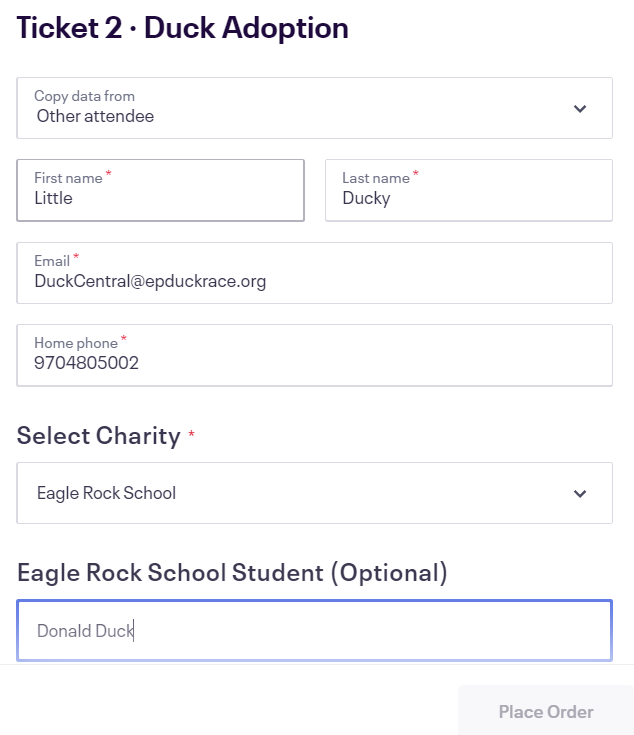 Ticket 2 · Duck Adoption
Copy data from
Other attendee
First name * Last name *
Little Ducky
Email *
DuckCentral@epduckrace.org
Home phone *
9704805002
Select Charity *
Eagle Rock School
Eagle Rock School Student (Optional)
Donald Duck
Place Order